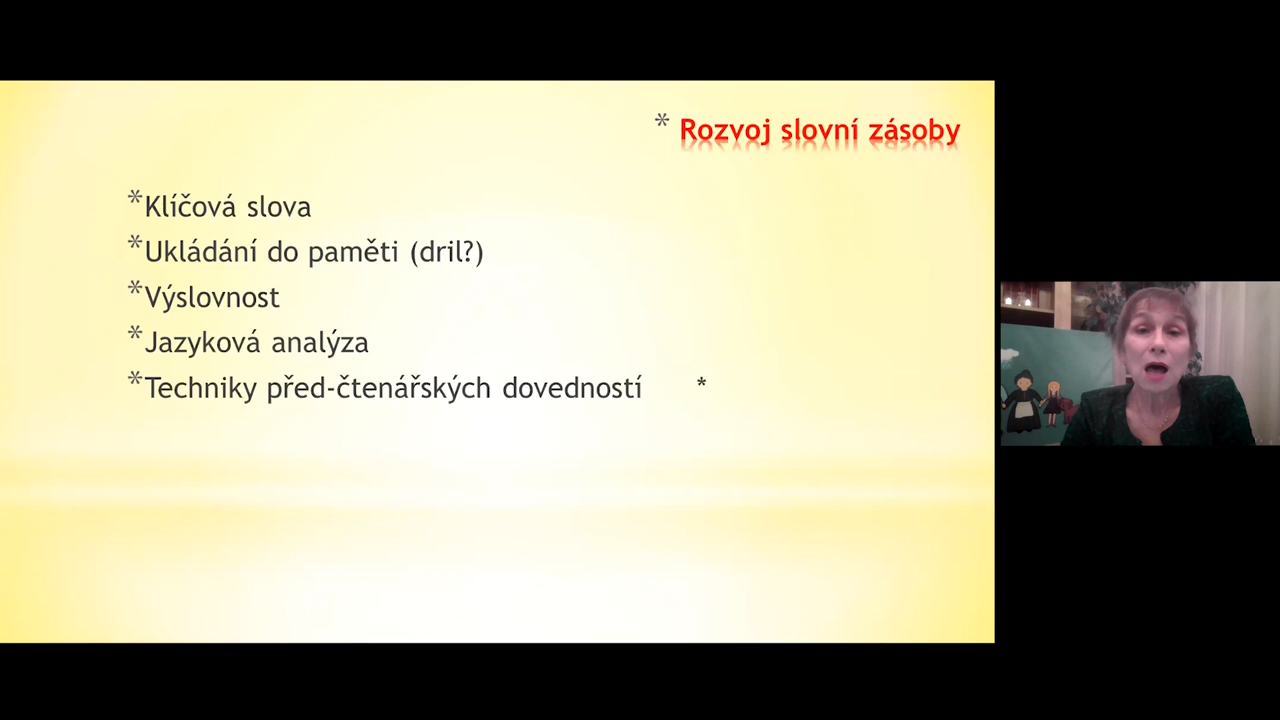 * Rozvoj slovní zásoby
*Klíčová slova
*Ukládání do paměti (dril?)
*Výslovnost
*Jazyková analýza
*Techniky před-čtenářských dovedností *